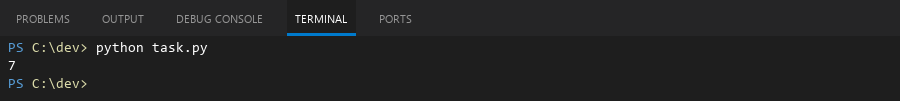 PROBLEMS OUTPUT DEBUG CONSOLE TERMINAL PORTS
PS C:\dev> python task.py
7
PS C:\dev>